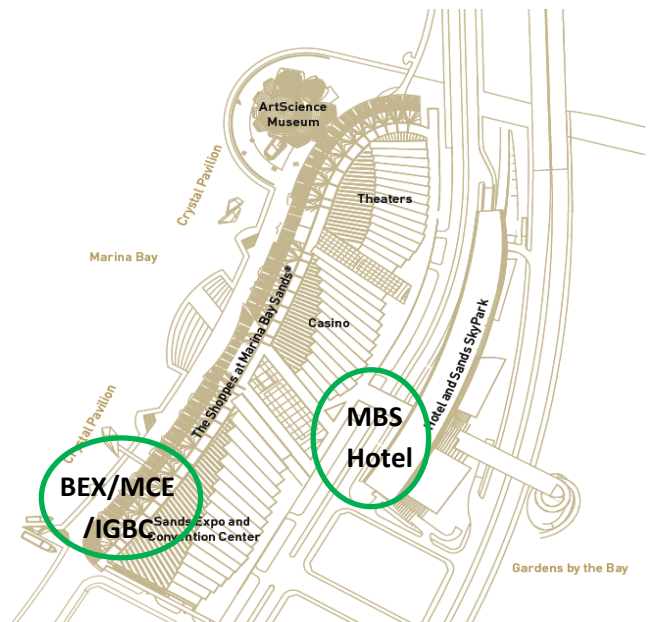 ArtScience
Museum
Crystal Pavilion
Theaters
Marina Bay
The Shoppes at Marina Bay Sands®
Casino
Hotel and Sands SkyPark
MBS
Hotel
Crystal Pavilion
BEX/MCE
/IGBC
Sands Expo and
Convention Center
Gardens by the Bay